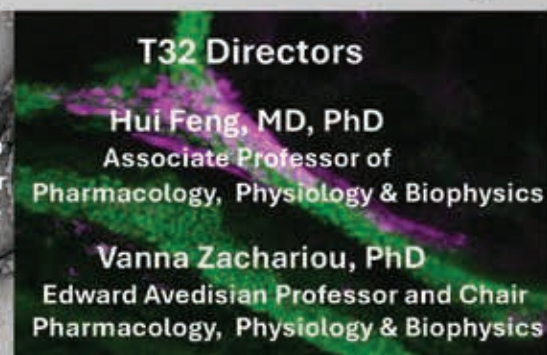 T32 Directors
Hui Feng, MD, PhD
Associate Professor of
Pharmacology, Physiology & Biophysics
Vanna Zachariou, PhD
Edward Avedisian Professor and Chair
Pharmacology, Physiology & Biophysics